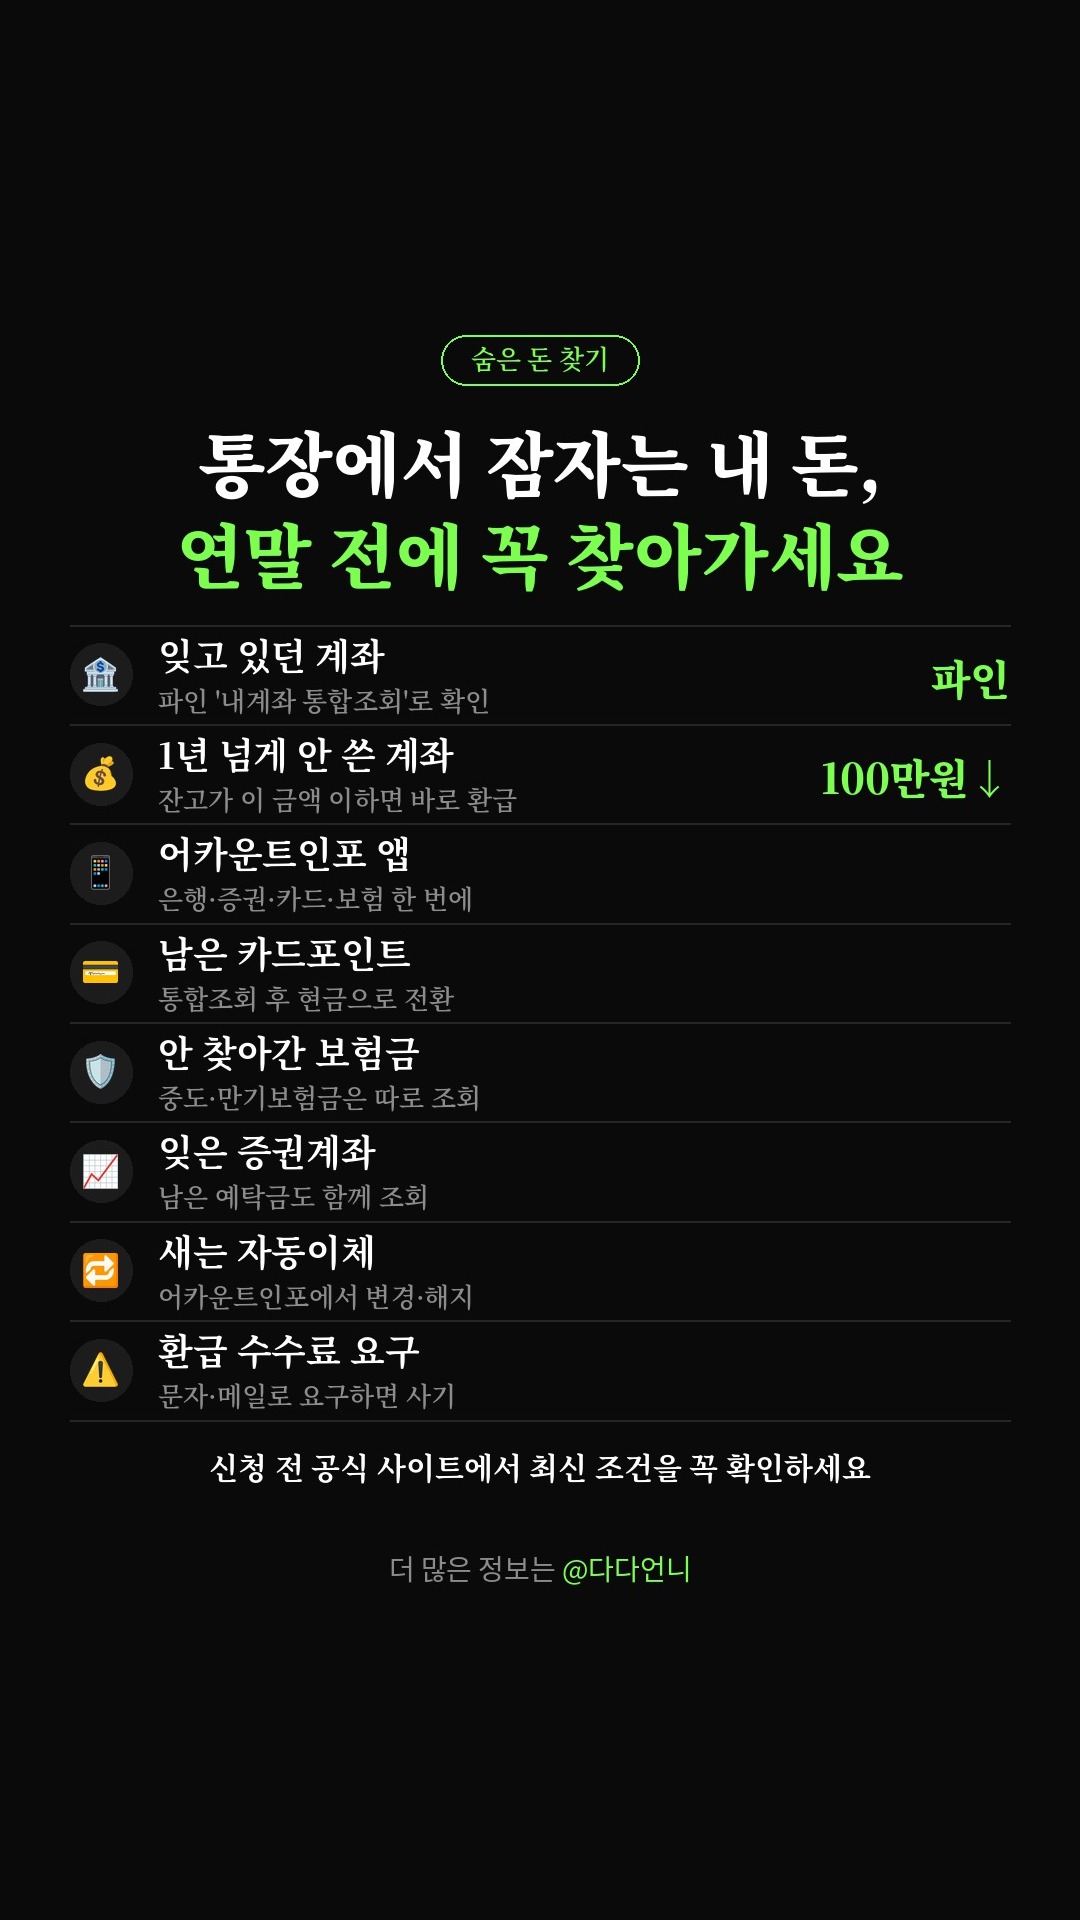 숨은 돈 찾기
통장에서 잠자는 내 돈,
연말 전에 꼭 찾아가세요
잊고 있던 계좌
파인 '내계좌 통합조회'로 확인
파인
1년 넘게 안 쓴 계좌
잔고가 이 금액 이하면 바로 환급
100만원↓
어카운트인포 앱
은행·증권·카드·보험 한 번에
남은 카드포인트
통합조회 후 현금으로 전환
안 찾아간 보험금
중도·만기보험금은 따로 조회
잊은 증권계좌
남은 예탁금도 함께 조회
새는 자동이체
어카운트인포에서 변경·해지
환급 수수료 요구
문자·메일로 요구하면 사기
신청 전 공식 사이트에서 최신 조건을 꼭 확인하세요
더 많은 정보는 @다다언니